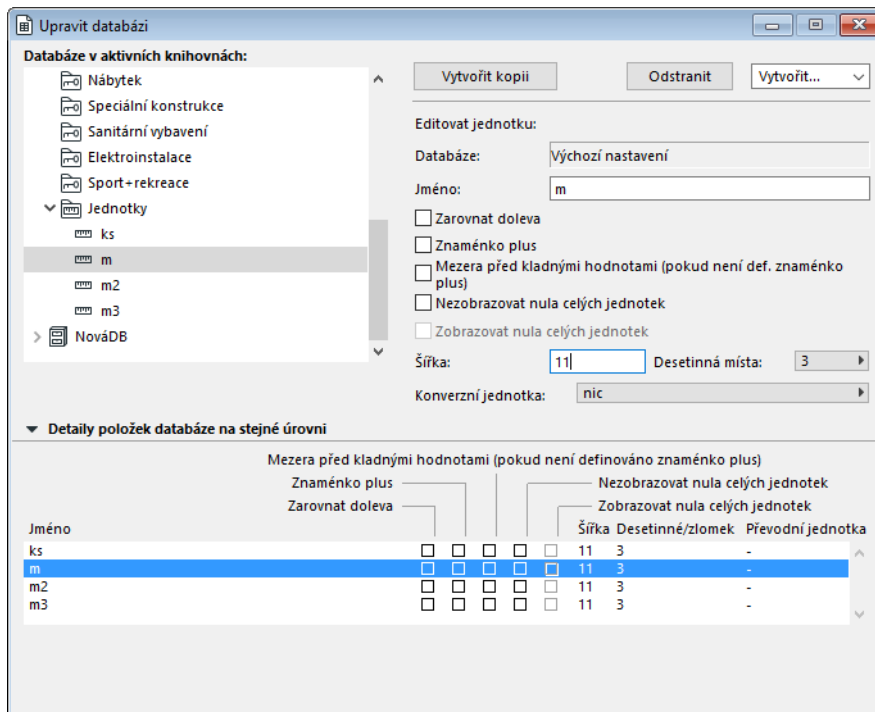 Upravit databázi
Databáze v aktivních knihovnách:
Nábytek
Speciální konstrukce
Sanitární vybavení
Elektroinstalace
Sport+rekreace
Jednotky
ks
m
m2
m3
NováDB
Vytvořit kopii
Odstranit
Vytvořit...
Editovat jednotku:
Databáze: Výchozí nastavení
Jméno: m
Zarovnat doleva
Znaménko plus
Mezera před kladnými hodnotami (pokud není def. znaménko
plus)
Nezobrazovat nula celých jednotek
Zobrazovat nula celých jednotek
Šířka: 11 Desetinná místa: 3
Konverzní jednotka: nic
Detaily položek databáze na stejné úrovni
Mezera před kladnými hodnotami (pokud není definováno znaménko plus)
Znaménko plus Nezobrazovat nula celých jednotek
Zarovnat doleva Zobrazovat nula celých jednotek
Jméno Šířka Desetinné/zlomek Převodní jednotka
ks 11 3 -
m 11 3 -
m2 11 3 -
m3 11 3 -